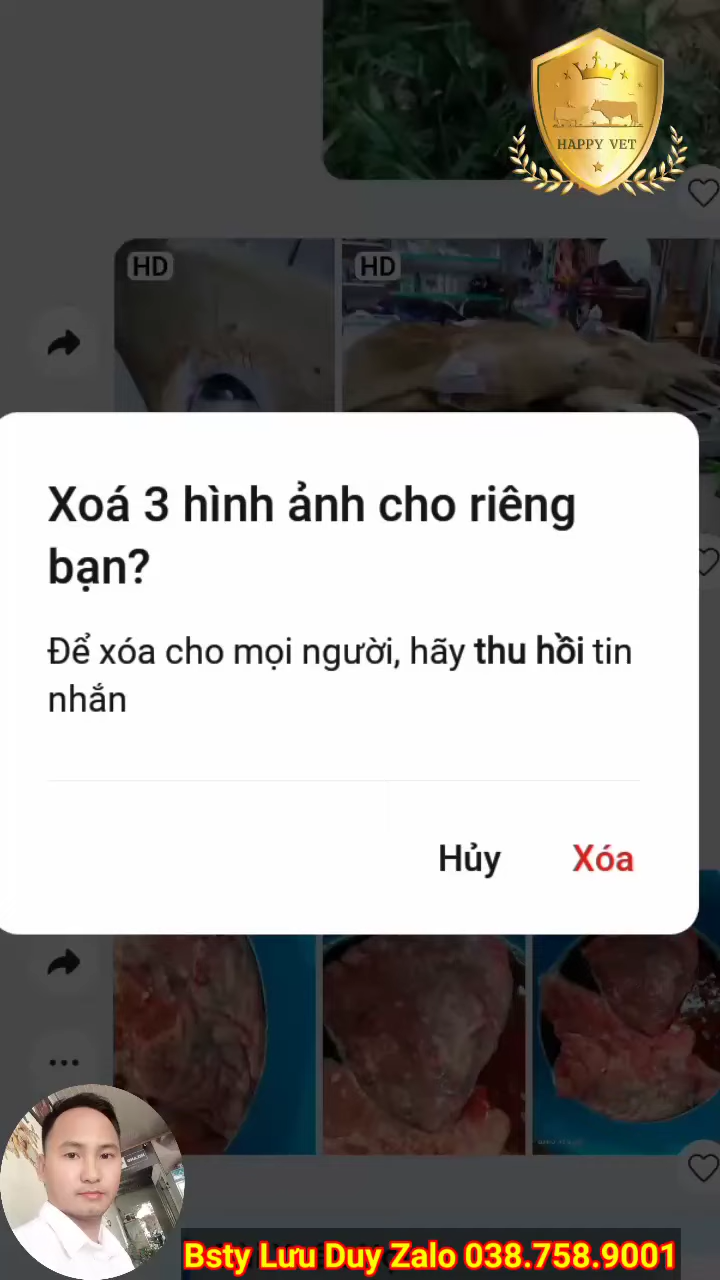 HAPPY VET
HD
HD
Xoá 3 hình ảnh cho riêng
bạn?
Để xóa cho mọi người, hãy thu hồi tin
nhắn
Hủy
Xóa
Bsty Lưu Duy Zalo 038.758.9001